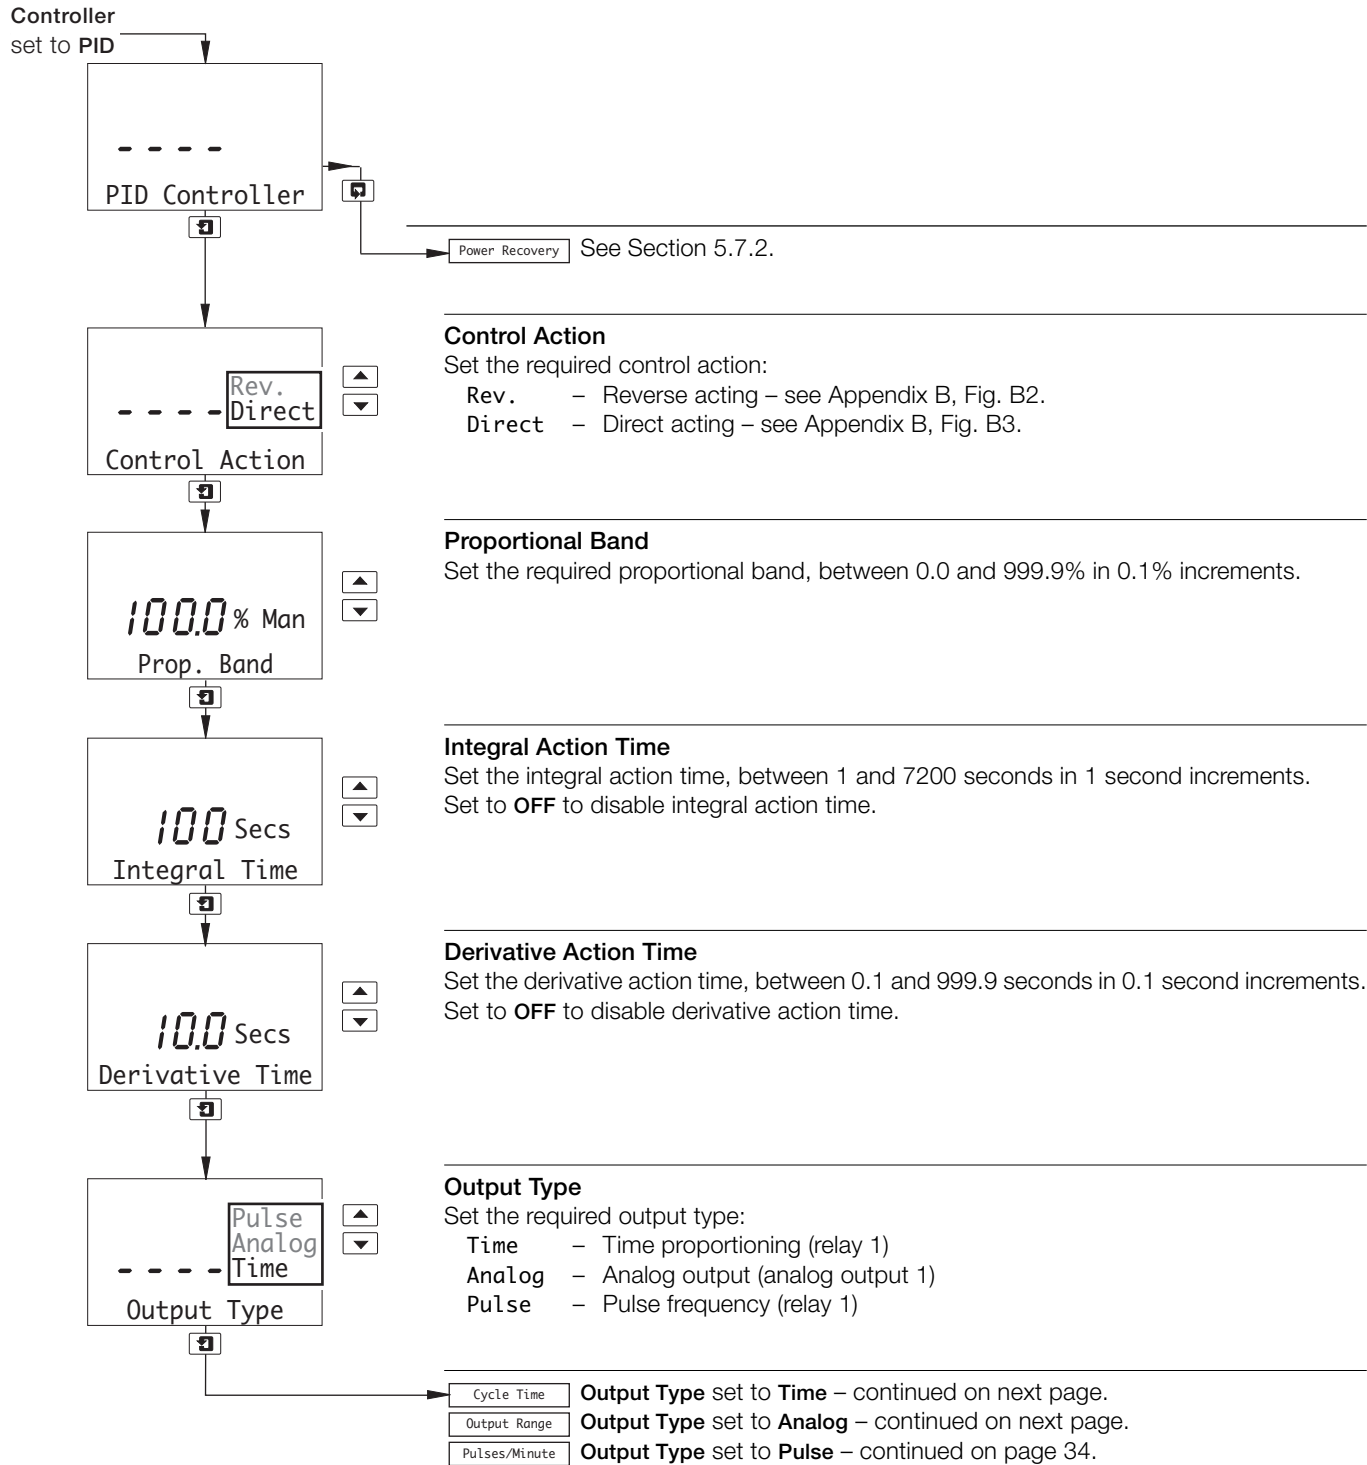 Controller
set to PID
- - - -
PID Controller
Power Recovery See Section 5.7.2.
Control Action
Set the required control action:
Rev. – Reverse acting – see Appendix B, Fig. B2.
Direct – Direct acting – see Appendix B, Fig. B3.
Rev.
- - - - Direct
Control Action
Proportional Band
Set the required proportional band, between 0.0 and 999.9% in 0.1% increments.
100.0 % Man
Prop. Band
Integral Action Time
Set the integral action time, between 1 and 7200 seconds in 1 second increments.
Set to OFF to disable integral action time.
100 Secs
Integral Time
Derivative Action Time
Set the derivative action time, between 0.1 and 999.9 seconds in 0.1 second increments.
Set to OFF to disable derivative action time.
10.0 Secs
Derivative Time
Output Type
Set the required output type:
Time – Time proportioning (relay 1)
Analog – Analog output (analog output 1)
Pulse – Pulse frequency (relay 1)
Pulse
Analog
- - - - Time
Output Type
Cycle Time Output Type set to Time – continued on next page.
Output Range Output Type set to Analog – continued on next page.
Pulses/Minute Output Type set to Pulse – continued on page 34.